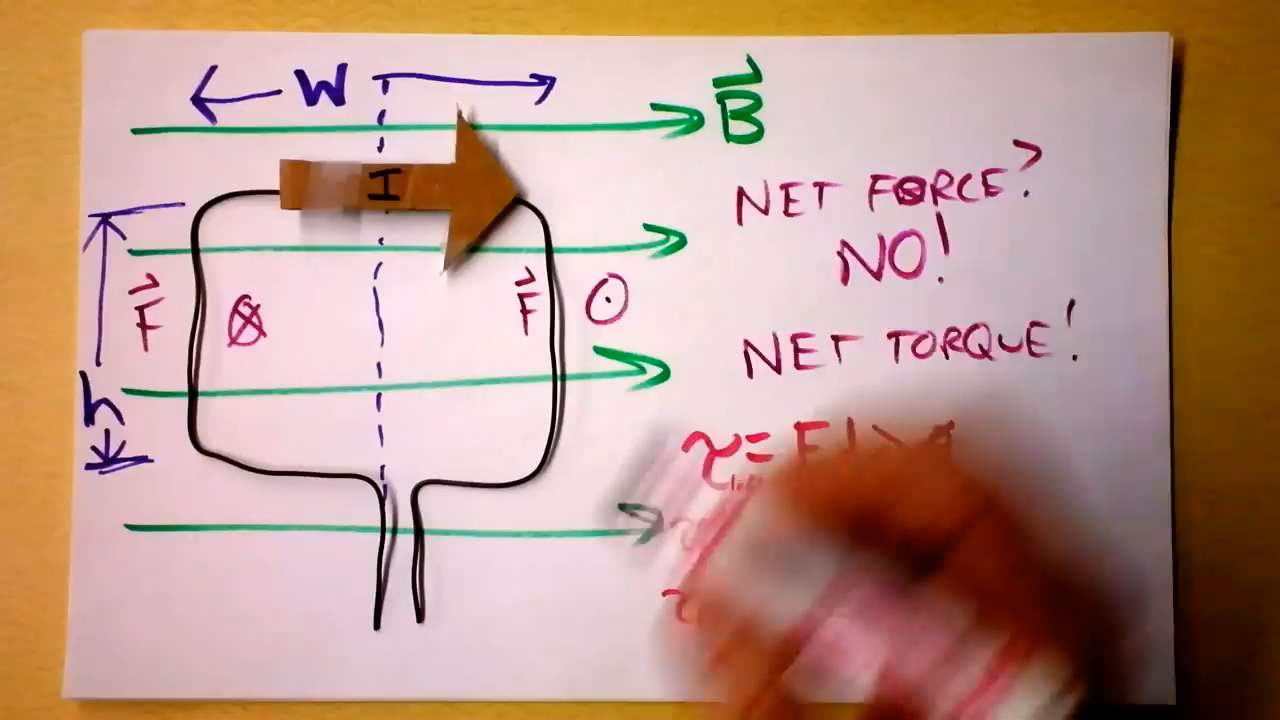 W
B
I
NET FORCE?
NO!
F
F
h
NET TORQUE!
τ = F